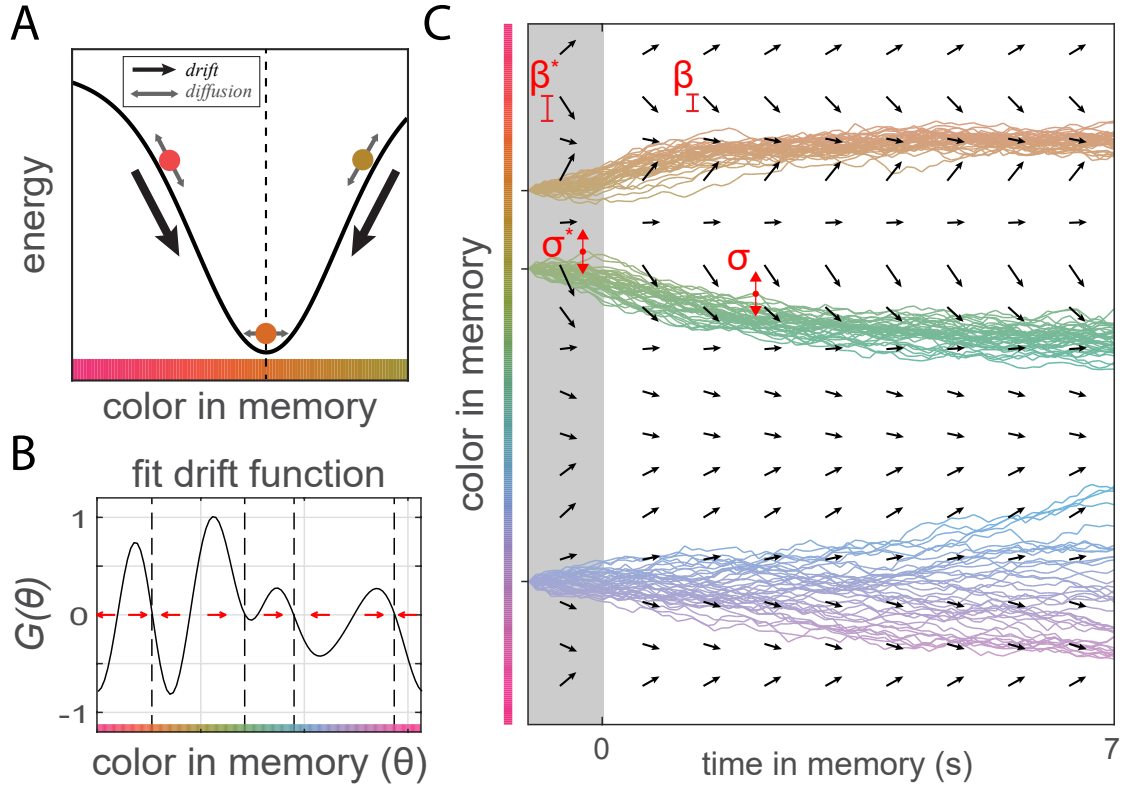 A
drift
diffusion
energy
color in memory
B
fit drift function
1
0
-1
G(θ)
color in memory (θ)
C
β*
β
σ*
σ
color in memory
0
7
time in memory (s)